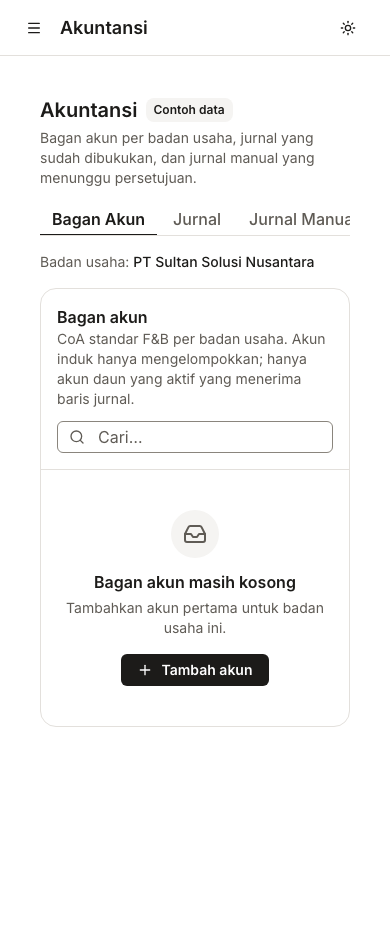 Akuntansi
Akuntansi Contoh data
Bagan akun per badan usaha, jurnal yang
sudah dibukukan, dan jurnal manual yang
menunggu persetujuan.
Bagan Akun Jurnal Jurnal Manua
Badan usaha: PT Sultan Solusi Nusantara
Bagan akun
CoA standar F&B per badan usaha. Akun
induk hanya mengelompokkan; hanya
akun daun yang aktif yang menerima
baris jurnal.
Cari...
Bagan akun masih kosong
Tambahkan akun pertama untuk badan
usaha ini.
Tambah akun